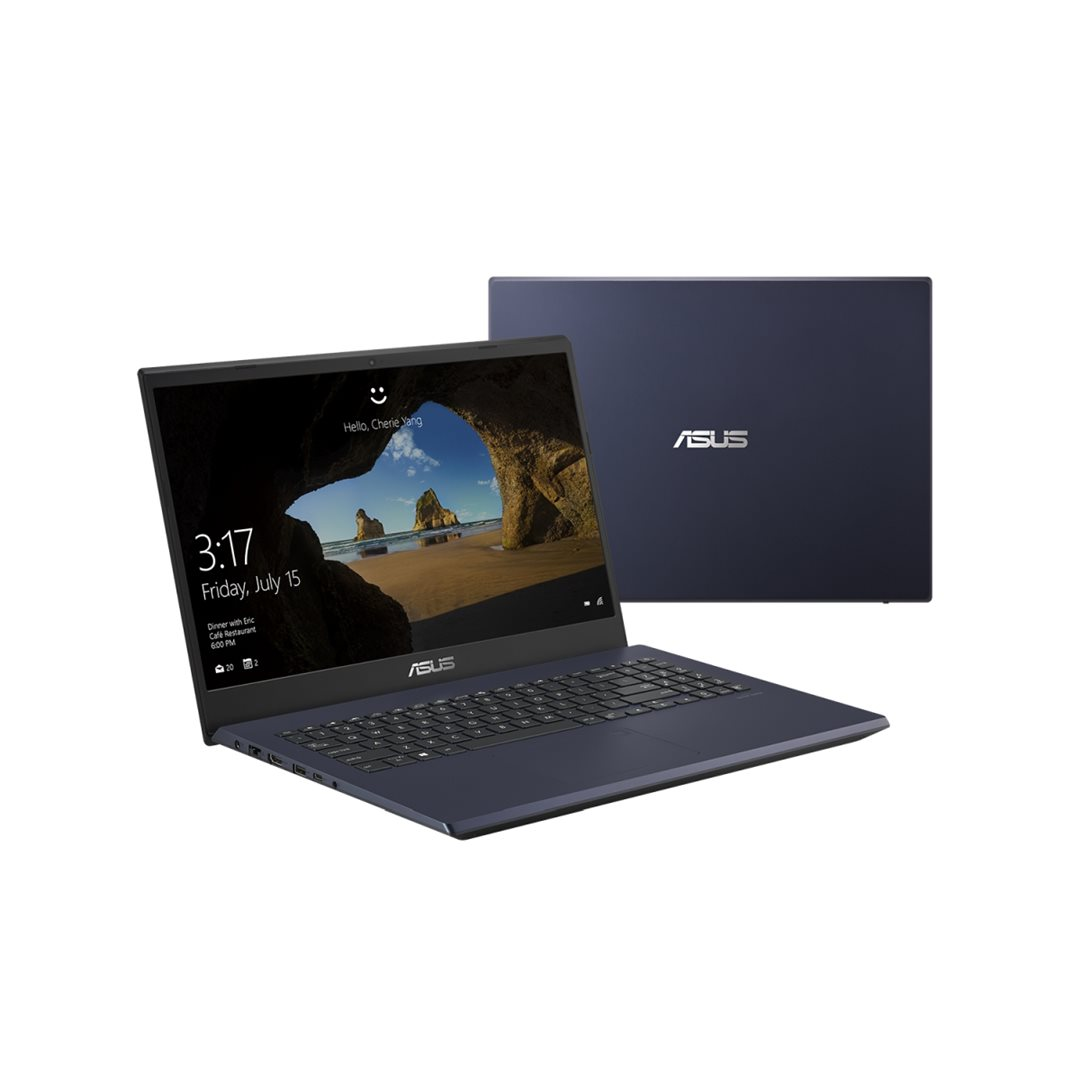 ASUS
Hello, Cherie Yang
3:17
Friday, July 15
Dinner with Eric
Café Restaurant
6:00 PM
20 2
ASUS